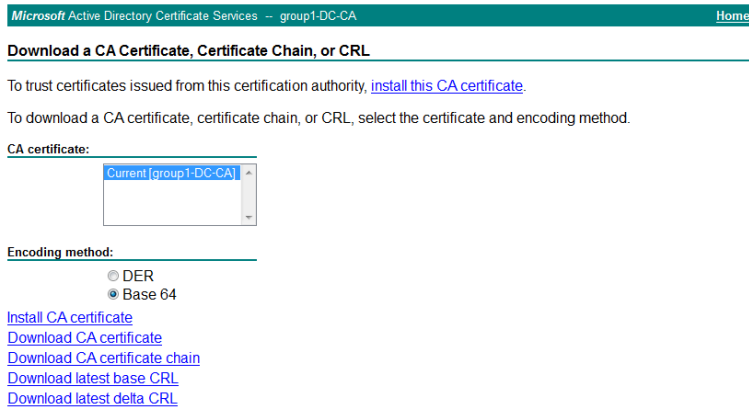 Microsoft Active Directory Certificate Services -- group1-DC-CA Home
Download a CA Certificate, Certificate Chain, or CRL
To trust certificates issued from this certification authority, install this CA certificate.
To download a CA certificate, certificate chain, or CRL, select the certificate and encoding method.
CA certificate:
Current [group1-DC-CA]
Encoding method:
DER
Base 64
Install CA certificate
Download CA certificate
Download CA certificate chain
Download latest base CRL
Download latest delta CRL